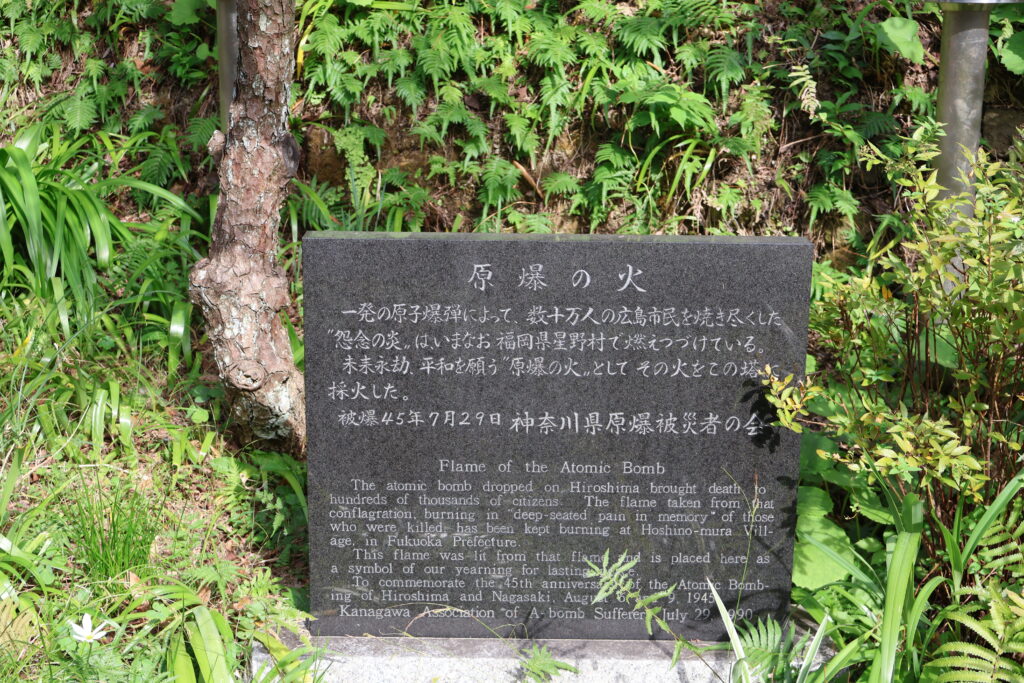 原爆の火
一発の原子爆弾によって、数十万人の広島市民を焼き尽くした
"怨念の炎"は、いまなお 福岡県星野村で燃えつづけている。
未来永劫、平和を願う"原爆の火"として その火をこの塔に
採火した。
被爆45年7月29日 神奈川県原爆被災者の会
Flame of the Atomic Bomb
The atomic bomb dropped on Hiroshima brought death to
hundreds of thousands of citizens. The flame taken from that
conflagration, burning in "deep-seated pain in memory" of those
who were killed, has been kept burning at Hoshino-mura Vill-
age, in Fukuoka Prefecture.
This flame was lit from that flame and is placed here as
a symbol of our yearning for lasting
To commemorate the 45th anniversary of the Atomic Bomb-
ing of Hiroshima and Nagasaki, August 9, 1945
Kanagawa Association of A-bomb Sufferers July 29, 1990